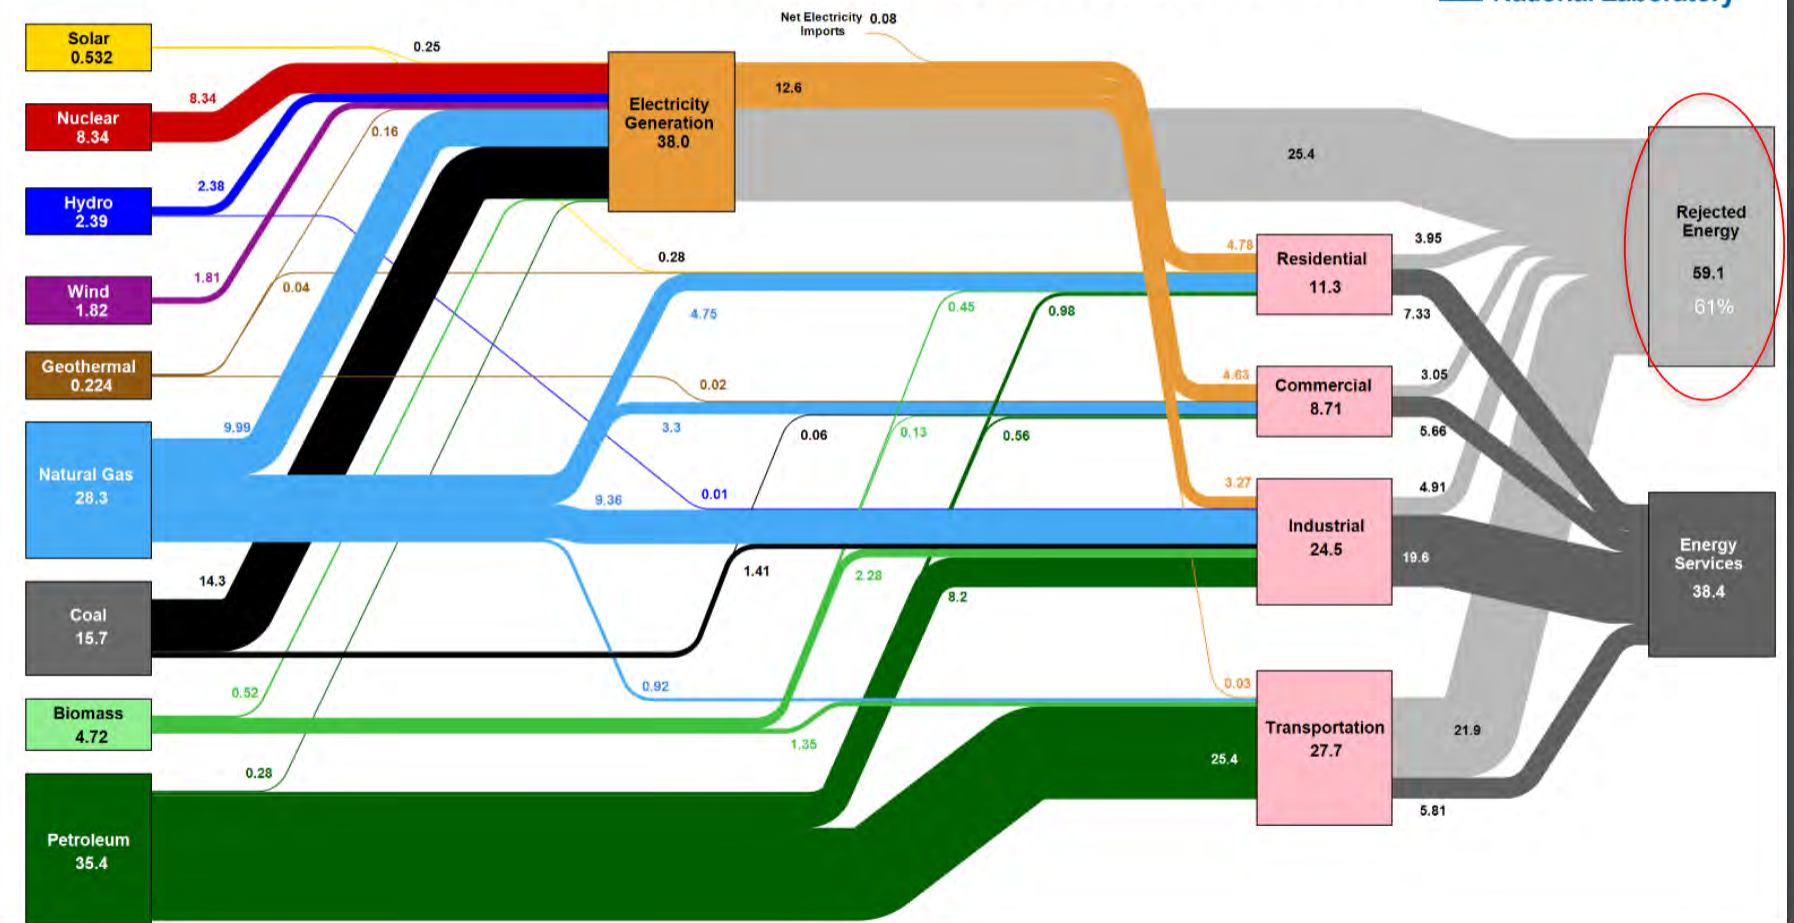 National Laboratory
Net Electricity 0.08
Imports
Solar
0.532
0.25
Nuclear
8.34
8.34
Hydro
2.39
2.38
Wind
1.82
1.81
Geothermal
0.224
0.16
0.04
Natural Gas
28.3
9.99
Coal
15.7
14.3
Biomass
4.72
0.52
Petroleum
35.4
0.28
Electricity
Generation
38.0
12.6
25.4
0.28
4.75
0.45
0.98
0.02
3.3
0.06
0.13
0.56
9.36
0.01
1.41
2.28
8.2
0.92
1.35
25.4
4.78
Residential
11.3
3.95
7.33
4.63
Commercial
8.71
3.05
5.66
3.27
Industrial
24.5
4.91
19.6
0.03
Transportation
27.7
21.9
5.81
Rejected
Energy
59.1
61%
Energy
Services
38.4